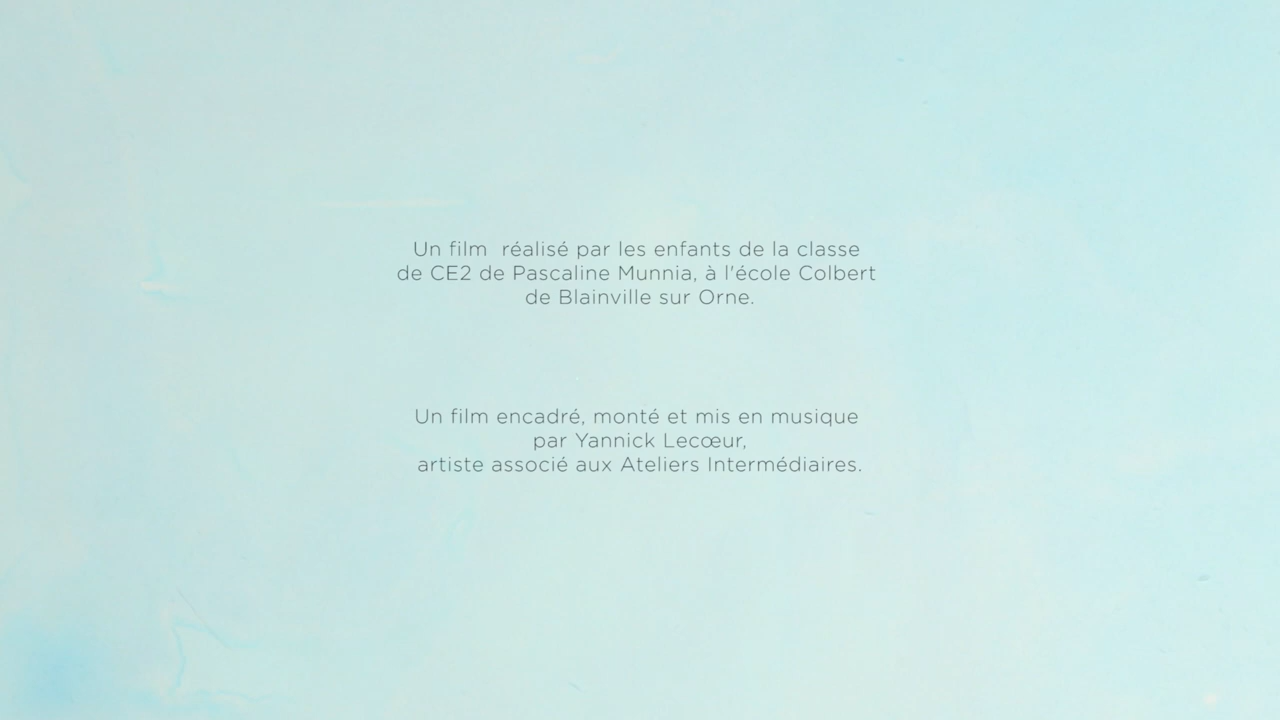 Un film  réalisé par les enfants de la classe
de CE2 de Pascaline Munnia, à l'école Colbert
de Blainville sur Orne.
Un film encadré, monté et mis en musique
par Yannick Lecœur,
artiste associé aux Ateliers Intermédiaires.